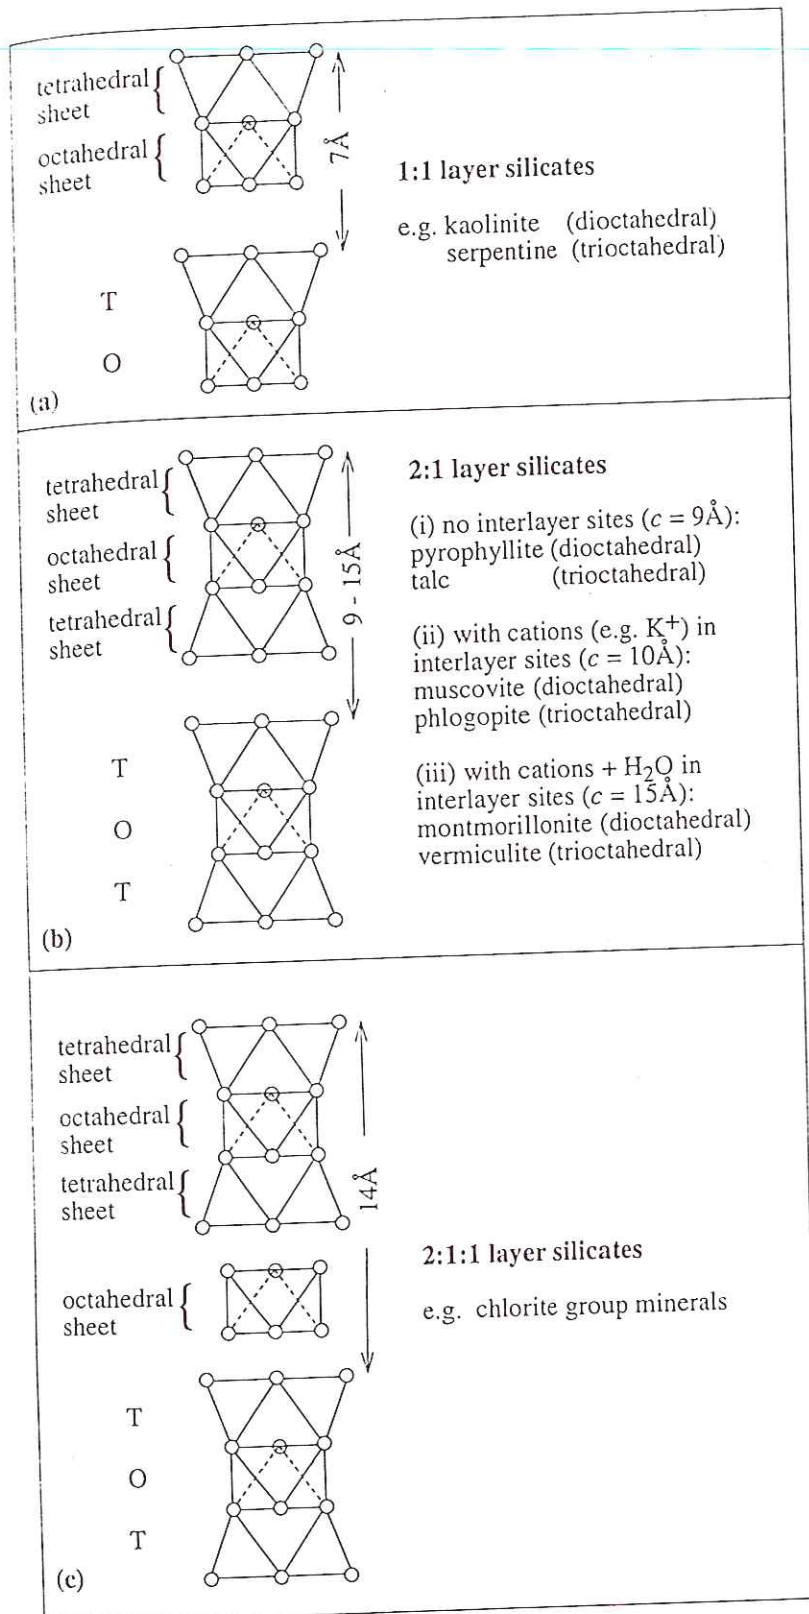 tetrahedral
sheet
octahedral
sheet
7Å
1:1 layer silicates
e.g. kaolinite (dioctahedral)
serpentine (trioctahedral)
T
O
(a)
tetrahedral
sheet
octahedral
sheet
tetrahedral
sheet
9 - 15Å
2:1 layer silicates
(i) no interlayer sites (c = 9Å):
pyrophyllite (dioctahedral)
talc (trioctahedral)
(ii) with cations (e.g. K⁺) in
interlayer sites (c = 10Å):
muscovite (dioctahedral)
phlogopite (trioctahedral)
(iii) with cations + H₂O in
interlayer sites (c = 15Å):
montmorillonite (dioctahedral)
vermiculite (trioctahedral)
T
O
T
(b)
tetrahedral
sheet
octahedral
sheet
tetrahedral
sheet
14Å
octahedral
sheet
2:1:1 layer silicates
e.g. chlorite group minerals
T
O
T
(c)